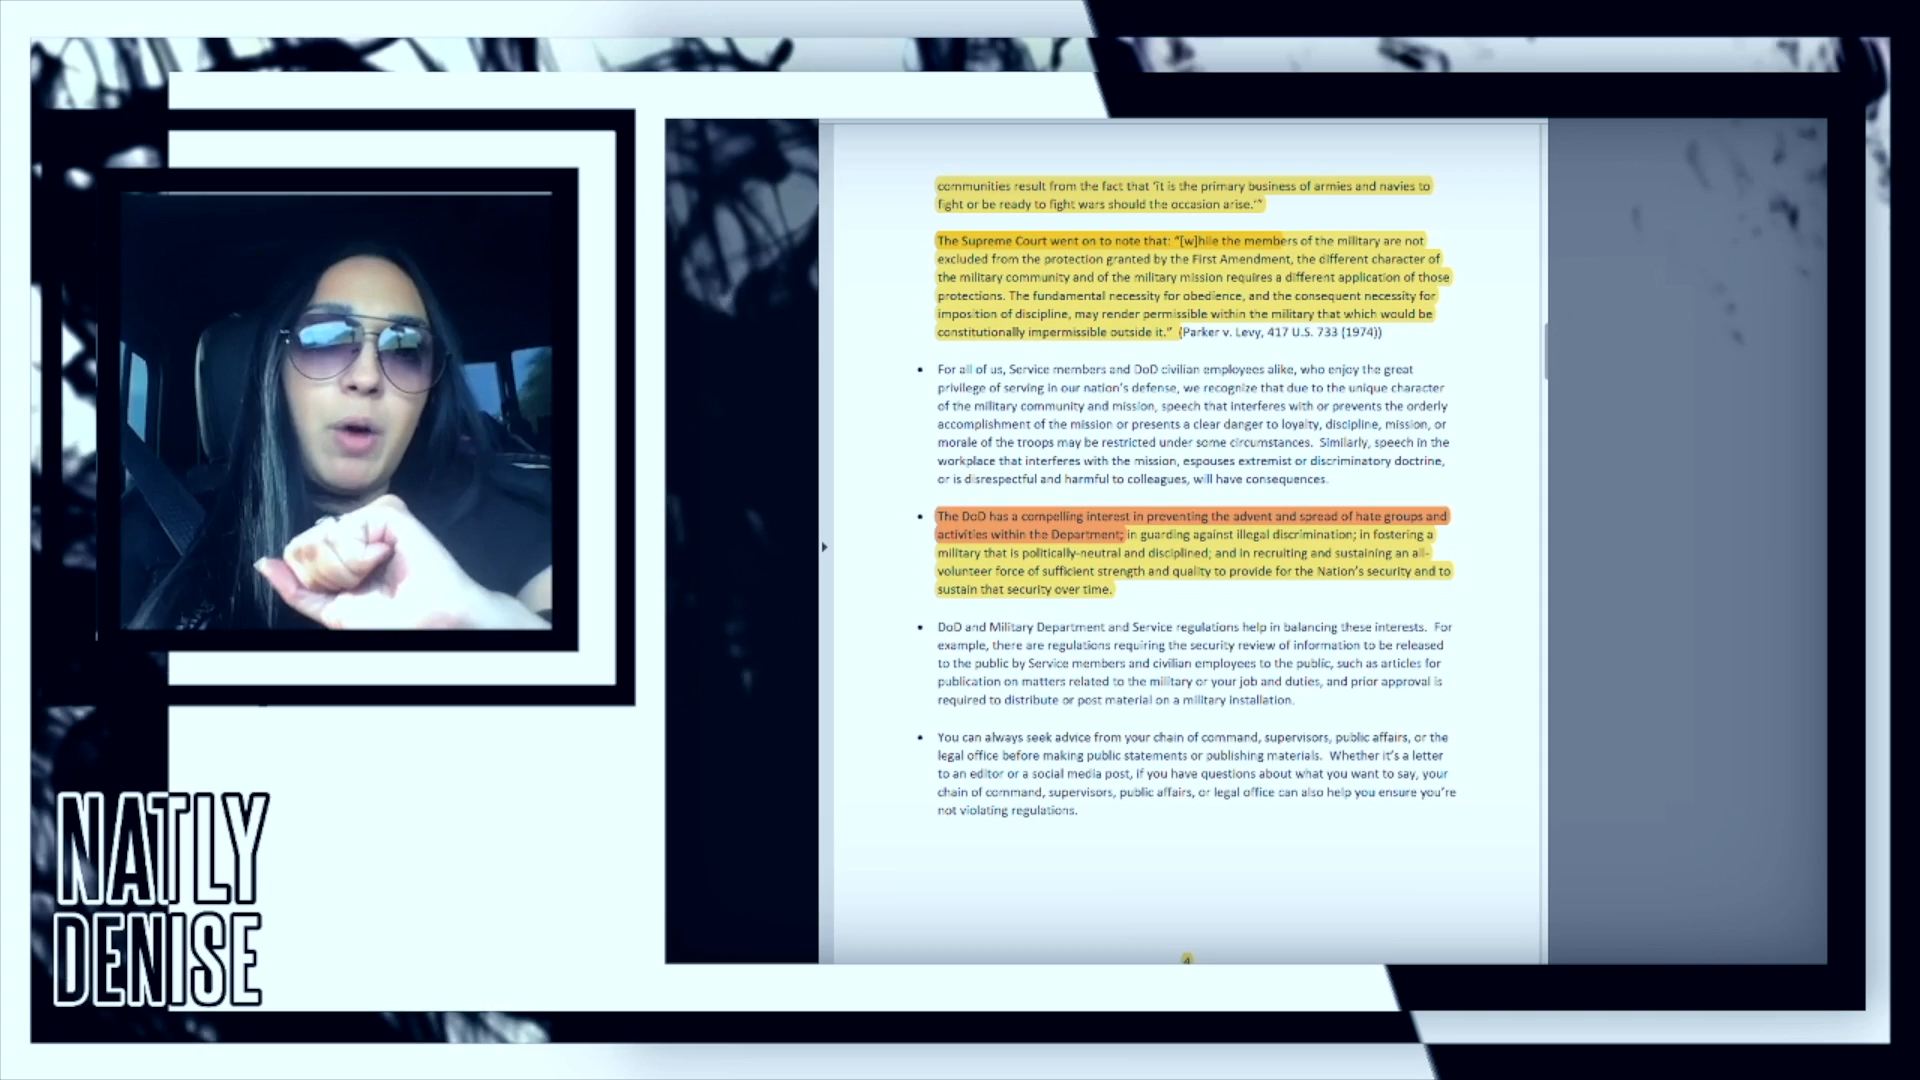 communities result from the fact that 'it is the primary business of armies and navies to
fight or be ready to fight wars should the occasion arise.'"
The Supreme Court went on to note that: "[w]hile the members of the military are not
excluded from the protection granted by the First Amendment, the different character of
the military community and of the military mission requires a different application of those
protections. The fundamental necessity for obedience, and the consequent necessity for
imposition of discipline, may render permissible within the military that which would be
constitutionally impermissible outside it." (Parker v. Levy, 417 U.S. 733 (1974))
• For all of us, Service members and DoD civilian employees alike, who enjoy the great
privilege of serving in our nation's defense, we recognize that due to the unique character
of the military community and mission, speech that interferes with or prevents the orderly
accomplishment of the mission or presents a clear danger to loyalty, discipline, mission, or
morale of the troops may be restricted under some circumstances. Similarly, speech in the
workplace that interferes with the mission, espouses extremist or discriminatory doctrine,
or is disrespectful and harmful to colleagues, will have consequences.
• The DoD has a compelling interest in preventing the advent and spread of hate groups and
activities within the Department; in guarding against illegal discrimination; in fostering a
military that is politically-neutral and disciplined; and in recruiting and sustaining an all-
volunteer force of sufficient strength and quality to provide for the Nation's security and to
sustain that security over time.
• DoD and Military Department and Service regulations help in balancing these interests. For
example, there are regulations requiring the security review of information to be released
to the public by Service members and civilian employees to the public, such as articles for
publication on matters related to the military or your job and duties, and prior approval is
required to distribute or post material on a military installation.
• You can always seek advice from your chain of command, supervisors, public affairs, or the
legal office before making public statements or publishing materials. Whether it's a letter
to an editor or a social media post, if you have questions about what you want to say, your
chain of command, supervisors, public affairs, or legal office can also help you ensure you're
not violating regulations.
4
NATLY
DENISE